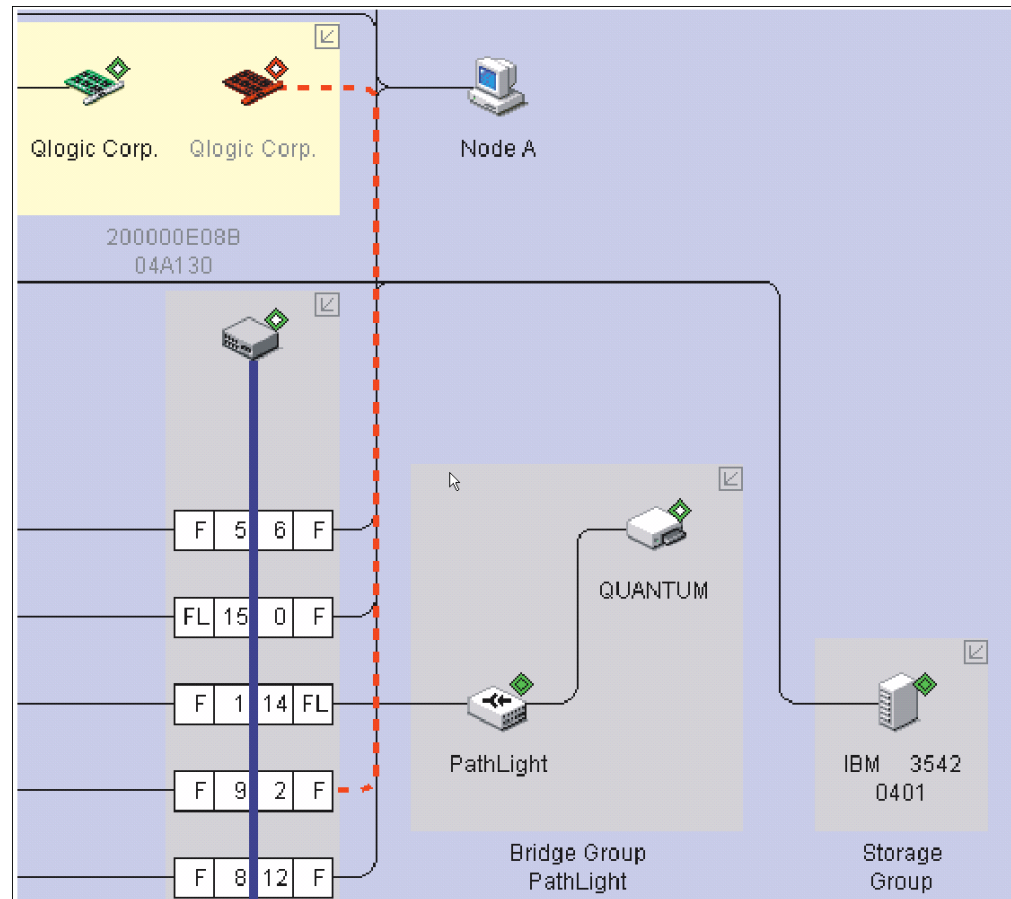 Qlogic Corp. Qlogic Corp.
Node A
200000E08B
04A130
F 5 6 F
QUANTUM
FL 15 0 F
F 1 14 FL
PathLight
IBM 3542
0401
F 9 2 F
Bridge Group
PathLight
Storage
Group
F 8 12 F